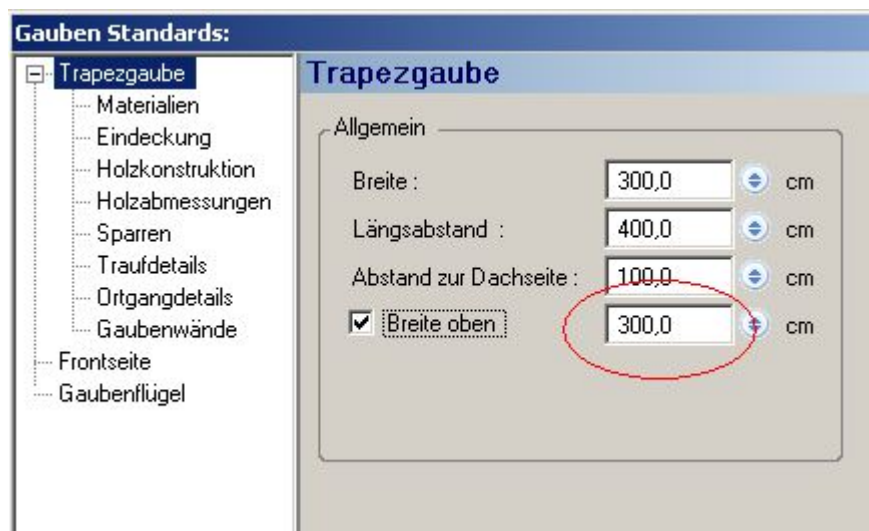 Gauben Standards:
Trapezgaube
Materialien
Eindeckung
Holzkonstruktion
Holzabmessungen
Sparren
Traufdetails
Ortgangdetails
Gaubenwände
Frontseite
Gaubenflügel
Trapezgaube
Allgemein
Breite : 300,0 cm
Längsabstand : 400,0 cm
Abstand zur Dachseite : 100,0 cm
Breite oben 300,0 cm